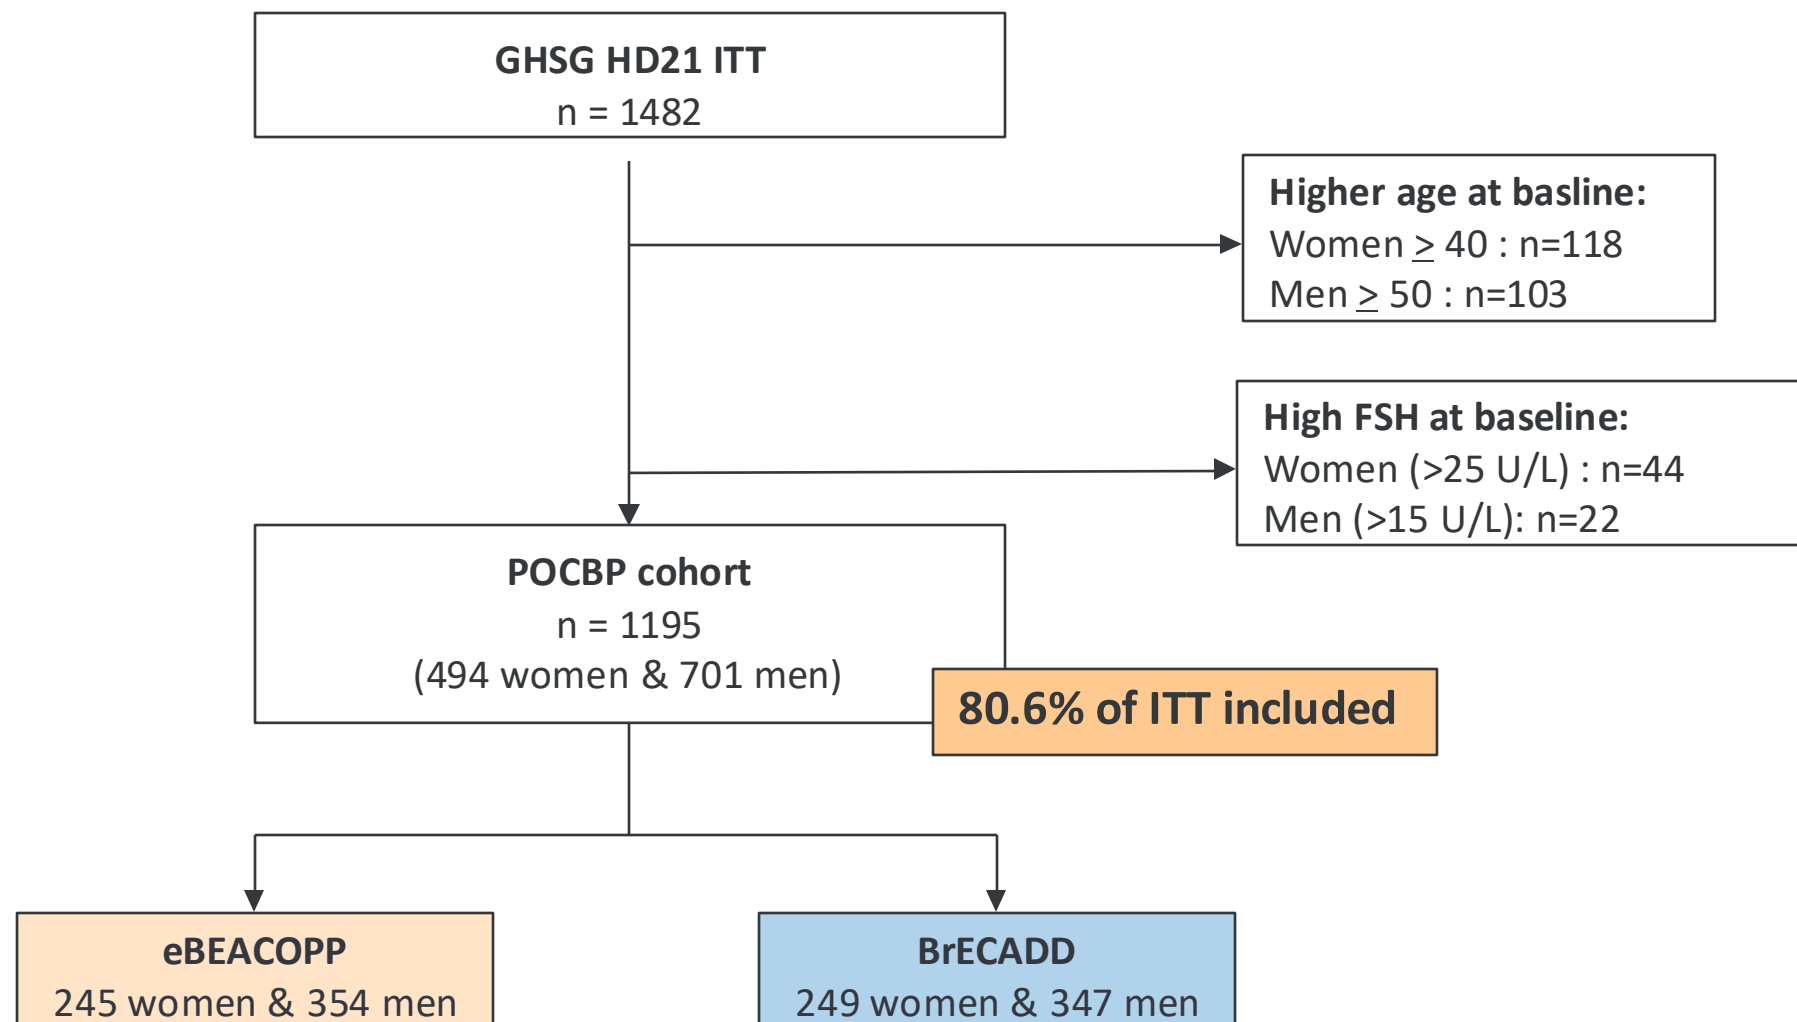 GHSG HD21 ITT
n = 1482
Higher age at basline:
Women ≥ 40 : n=118
Men ≥ 50 : n=103
High FSH at baseline:
Women (>25 U/L) : n=44
Men (>15 U/L): n=22
POCBP cohort
n = 1195
(494 women & 701 men)
80.6% of ITT included
eBEACOPP
245 women & 354 men
BrECADD
249 women & 347 men